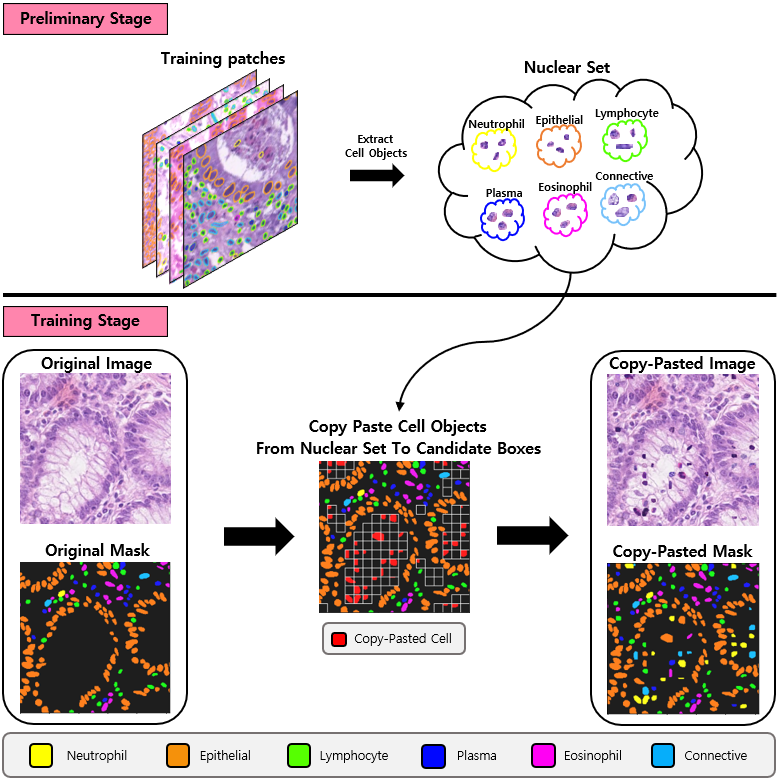 Preliminary Stage
Training patches
Extract
Cell Objects
Nuclear Set
Neutrophil
Epithelial
Lymphocyte
Plasma
Eosinophil
Connective
Training Stage
Original Image
Original Mask
Copy Paste Cell Objects
From Nuclear Set To Candidate Boxes
Copy-Pasted Cell
Copy-Pasted Image
Copy-Pasted Mask
Neutrophil
Epithelial
Lymphocyte
Plasma
Eosinophil
Connective